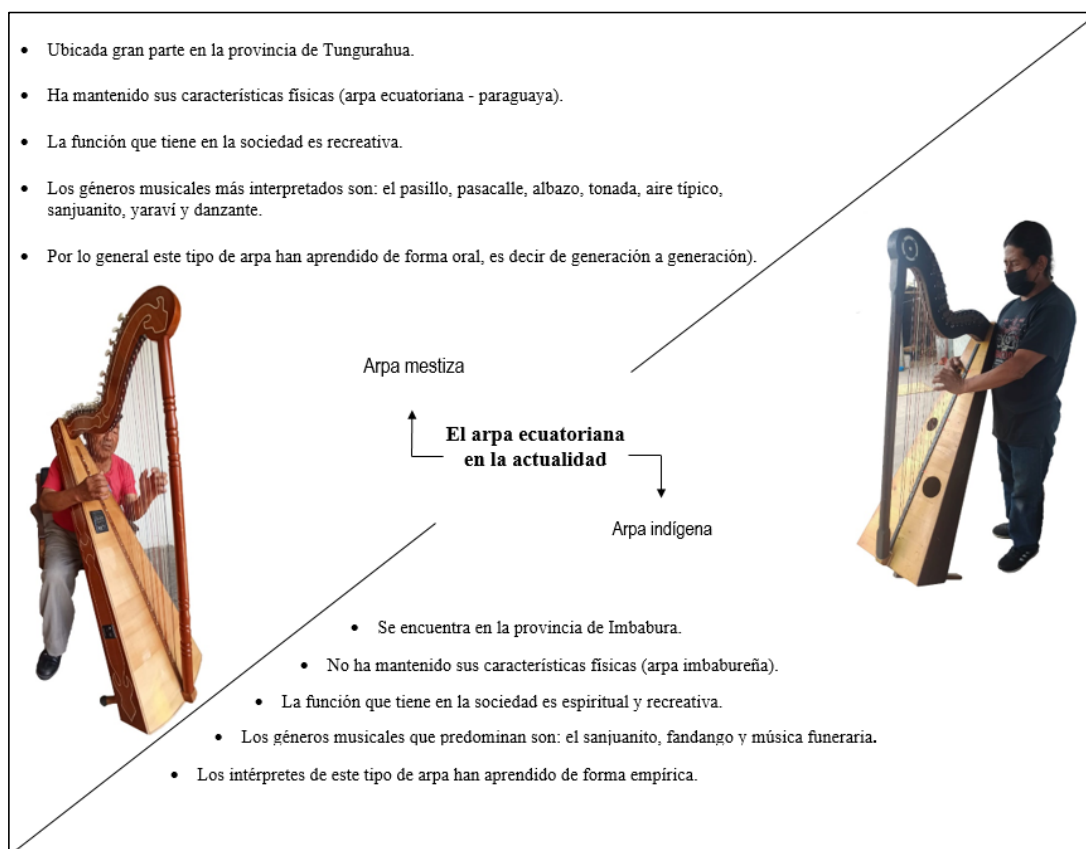 • Ubicada gran parte en la provincia de Tungurahua.
• Ha mantenido sus características físicas (arpa ecuatoriana - paraguaya).
• La función que tiene en la sociedad es recreativa.
• Los géneros musicales más interpretados son: el pasillo, pasacalle, albazo, tonada, aire típico,
sanjuanito, yaraví y danzante.
• Por lo general este tipo de arpa han aprendido de forma oral, es decir de generación a generación).
Arpa mestiza
El arpa ecuatoriana
en la actualidad
Arpa indígena
• Se encuentra en la provincia de Imbabura.
• No ha mantenido sus características físicas (arpa imbabureña).
• La función que tiene en la sociedad es espiritual y recreativa.
• Los géneros musicales que predominan son: el sanjuanito, fandango y música funeraria.
• Los intérpretes de este tipo de arpa han aprendido de forma empírica.